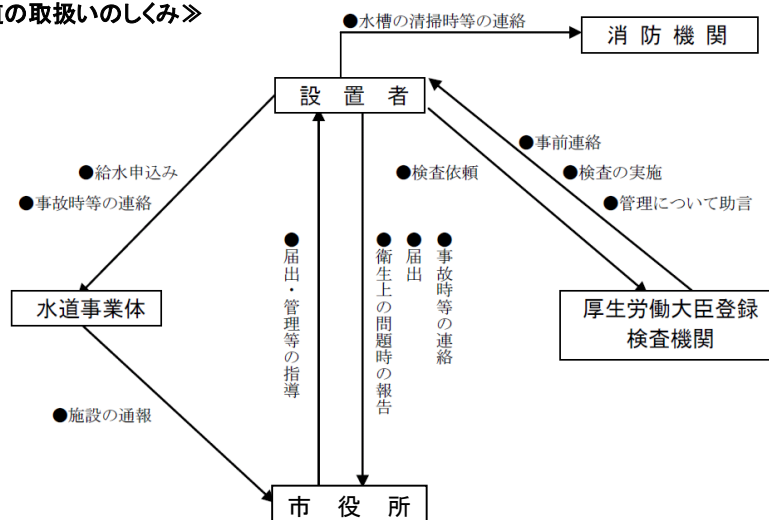 の取扱いのしくみ≫
●水槽の清掃時等の連絡
消防機関
設置者
●事前連絡
●給水申込み
●検査依頼
●検査の実施
●事故時等の連絡
●管理について助言
●届出・管理等の指導
●衛生上の問題時の報告
●届出
●事故時等の連絡
水道事業体
厚生労働大臣登録
検査機関
●施設の通報
市役所